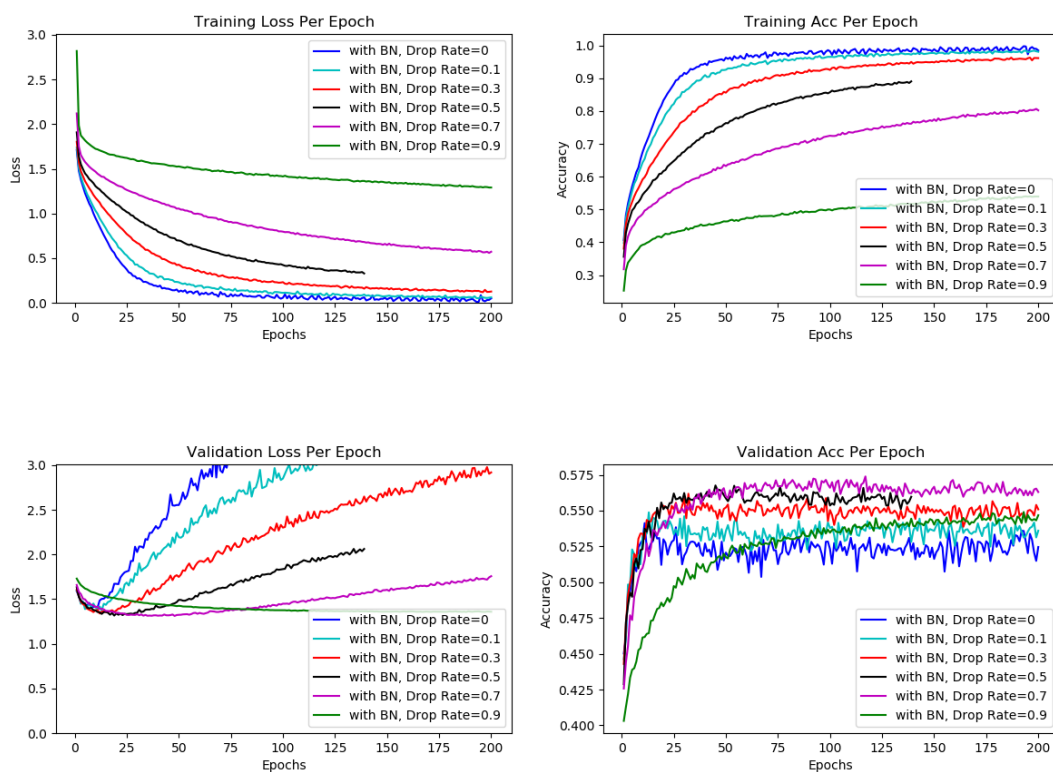 Training Loss Per Epoch
3.0
2.5
2.0
1.5
1.0
0.5
0.0
Loss
with BN, Drop Rate=0
with BN, Drop Rate=0.1
with BN, Drop Rate=0.3
with BN, Drop Rate=0.5
with BN, Drop Rate=0.7
with BN, Drop Rate=0.9
0 25 50 75 100 125 150 175 200
Epochs
Training Acc Per Epoch
1.0
0.9
0.8
0.7
0.6
0.5
0.4
0.3
Accuracy
with BN, Drop Rate=0
with BN, Drop Rate=0.1
with BN, Drop Rate=0.3
with BN, Drop Rate=0.5
with BN, Drop Rate=0.7
with BN, Drop Rate=0.9
0 25 50 75 100 125 150 175 200
Epochs
Validation Loss Per Epoch
3.0
2.5
2.0
1.5
1.0
0.5
0.0
Loss
with BN, Drop Rate=0
with BN, Drop Rate=0.1
with BN, Drop Rate=0.3
with BN, Drop Rate=0.5
with BN, Drop Rate=0.7
with BN, Drop Rate=0.9
0 25 50 75 100 125 150 175 200
Epochs
Validation Acc Per Epoch
0.575
0.550
0.525
0.500
0.475
0.450
0.425
0.400
Accuracy
with BN, Drop Rate=0
with BN, Drop Rate=0.1
with BN, Drop Rate=0.3
with BN, Drop Rate=0.5
with BN, Drop Rate=0.7
with BN, Drop Rate=0.9
0 25 50 75 100 125 150 175 200
Epochs